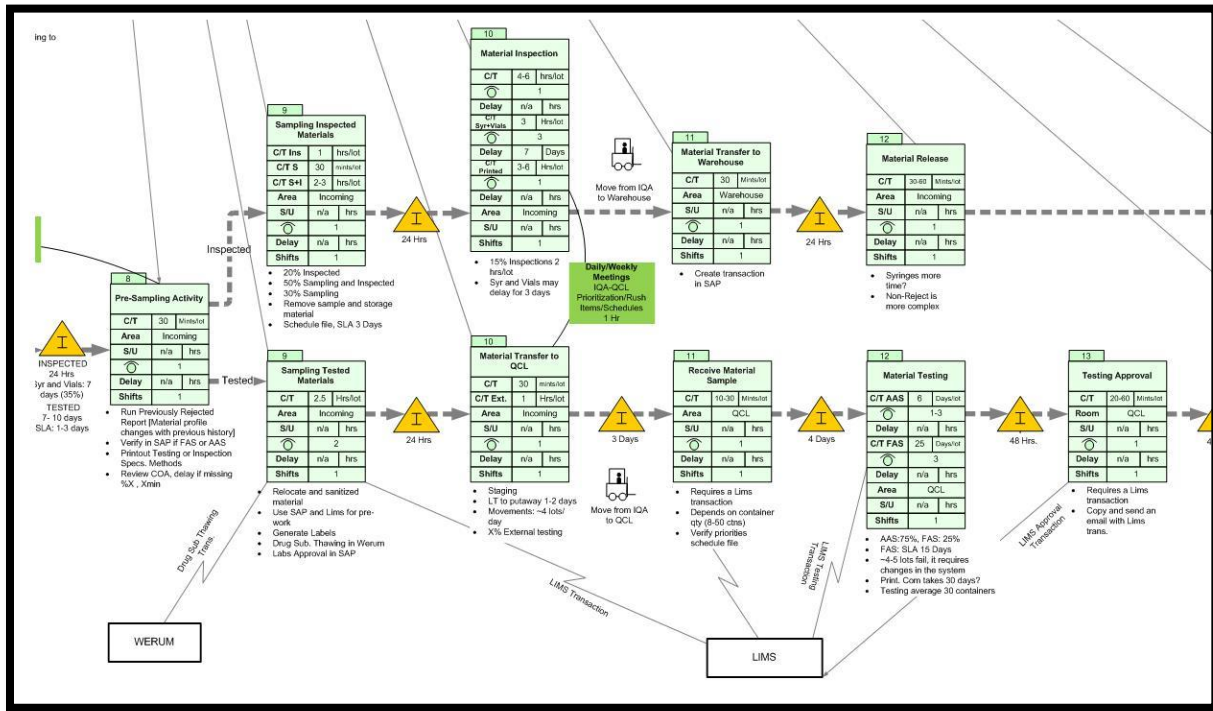 ing to
INSPECTED
24 Hrs
Syr and Vials: 7
days (35%)
TESTED
7- 10 days
SLA: 1-3 days
8
Pre-Sampling Activity
C/T 30 Mints/lot
Area Incoming
S/U n/a hrs
1
Delay n/a hrs
Shifts 1
Run Previously Rejected
Report [Material profile
changes with previous history]
Verify in SAP if FAS or AAS
Printout Testing or Inspection
Specs. Methods
Review COA, delay if missing
%X , Xmin
Inspected
Tested
9
Sampling Inspected
Materials
C/T Ins 1 hrs/lot
C/T S 30 mints/lot
C/T S+I 2-3 hrs/lot
Area Incoming
S/U n/a hrs
1
Delay n/a hrs
Shifts 1
20% Inspected
50% Sampling and Inspected
30% Sampling
Remove sample and storage
material
Schedule file, SLA 3 Days
I
24 Hrs
10
Material Inspection
C/T 4-6 hrs/lot
1
Delay n/a hrs
C/T Syr+Vials 3 Hrs/lot
3
Delay 7 Days
C/T Printed 3-6 Hrs/lot
1
Delay n/a hrs
Area Incoming
S/U n/a hrs
Shifts 1
15% Inspections 2
hrs/lot
Syr and Vials may
delay for 3 days
Daily/Weekly
Meetings
IQA-QCL
Prioritization/Rush
Items/Schedules
1 Hr
Move from IQA
to Warehouse
11
Material Transfer to
Warehouse
C/T 30 Mints/lot
Area Warehouse
S/U n/a hrs
1
Delay n/a hrs
Shifts 1
Create transaction
in SAP
I
24 Hrs
12
Material Release
C/T 30-60 Mints/lot
Area Incoming
S/U n/a hrs
1
Delay n/a hrs
Shifts 1
Syringes more
time?
Non-Reject is
more complex
9
Sampling Tested
Materials
C/T 2.5 Hrs/lot
Area Incoming
S/U n/a hrs
2
Delay n/a hrs
Shifts 1
Relocate and sanitized
material
Use SAP and Lims for pre-
work
Generate Labels
Drug Sub. Thawing in Werum
Labs Approval in SAP
I
24 Hrs
10
Material Transfer to
QCL
C/T 30 mints/lot
C/T Ext. 1 Hrs/lot
Area Incoming
S/U n/a hrs
1
Delay n/a hrs
Shifts 1
Staging
LT to putaway 1-2 days
Movements: ~4 lots/
day
X% External testing
I
3 Days
Move from IQA
to QCL
11
Receive Material
Sample
C/T 10-30 Mints/lot
Area QCL
S/U n/a hrs
1
Delay n/a hrs
Shifts 1
Requires a Lims
transaction
Depends on container
qty (8-50 ctns)
Verify priorities
schedule file
I
4 Days
12
Material Testing
C/T AAS 6 Days/lot
1-3
Delay n/a hrs
C/T FAS 25 Days/lot
3
Delay n/a hrs
Area QCL
S/U n/a hrs
Shifts 1
AAS:75%, FAS: 25%
FAS: SLA 15 Days
~4-5 lots fail, it requires
changes in the system
Print. Com takes 30 days?
Testing average 30 containers
I
48 Hrs.
13
Testing Approval
C/T 20-60 Mints/lot
Room QCL
S/U n/a hrs
1
Delay n/a hrs
Shifts 1
Requires a Lims
transaction
Copy and send an
email with Lims
trans.
Drug Sub Thawing
Trans.
LIMS Transaction
LIMS Testing
Transaction
LIMS Approval
Transaction
WERUM
LIMS